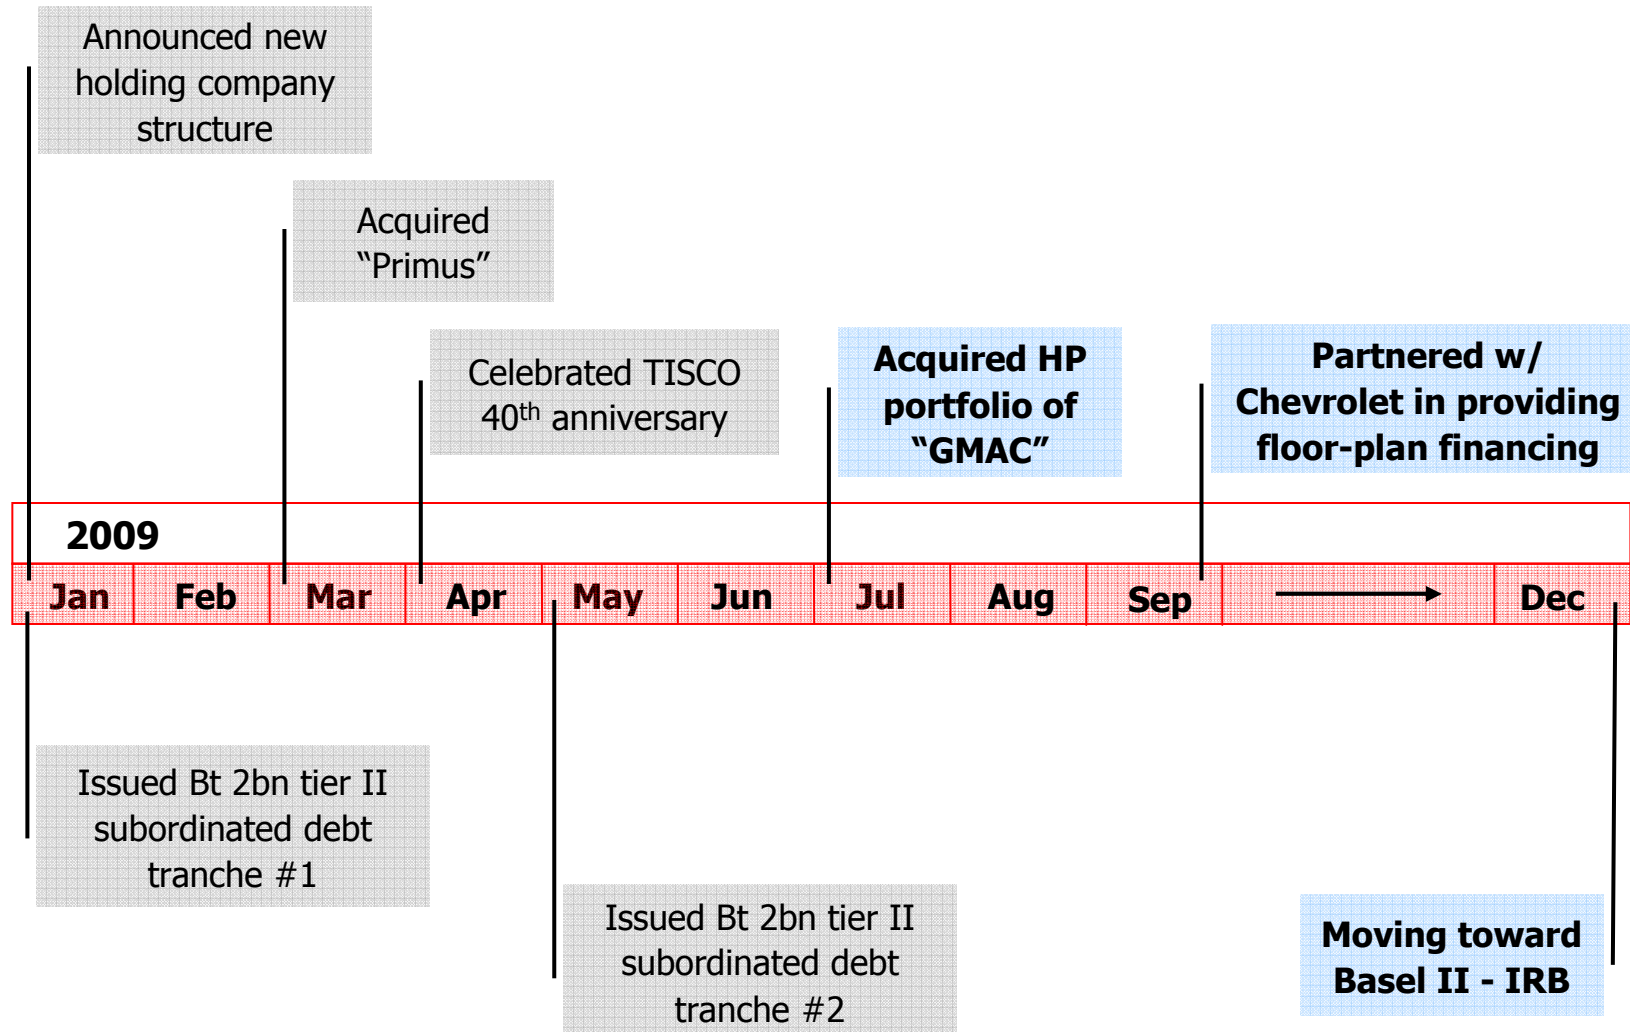 Announced new
holding company
structure
Acquired
“Primus”
Celebrated TISCO
40th anniversary
Acquired HP
portfolio of
“GMAC”
Partnered w/
Chevrolet in providing
floor-plan financing
2009
Jan Feb Mar Apr May Jun Jul Aug Sep Dec
Issued Bt 2bn tier II
subordinated debt
tranche #1
Issued Bt 2bn tier II
subordinated debt
tranche #2
Moving toward
Basel II - IRB